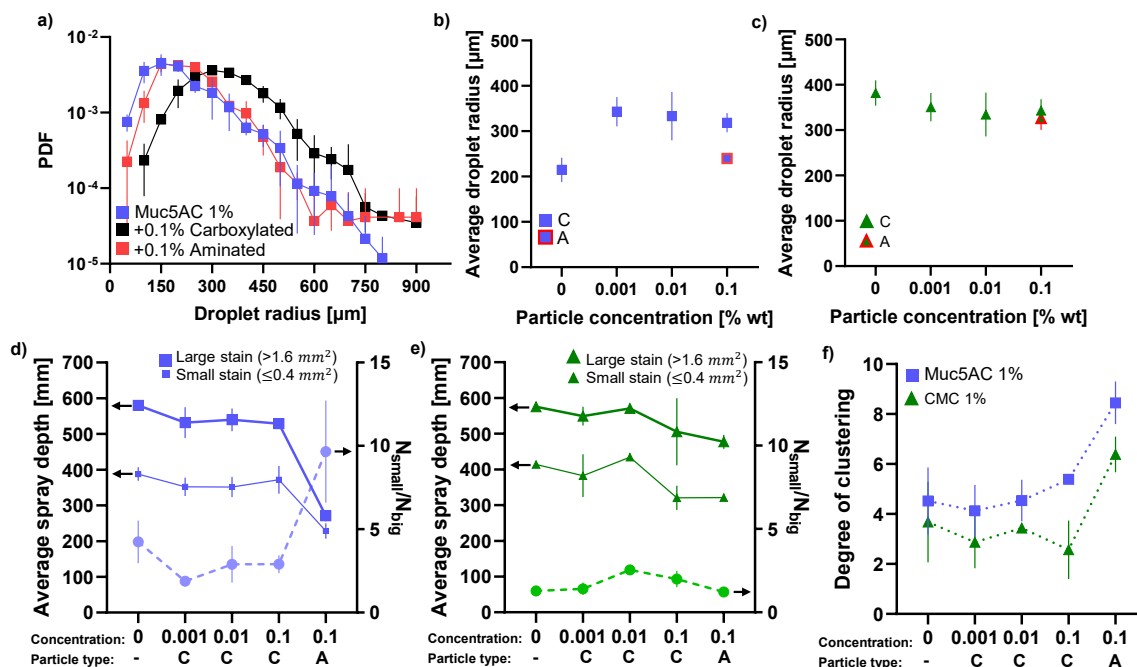 a)
PDF
10⁻²
10⁻³
10⁻⁴
10⁻⁵
Muc5AC 1%
+0.1% Carboxylated
+0.1% Aminated
0 150 300 450 600 750 900
Droplet radius [µm]
b)
Average droplet radius [µm]
500
400
300
200
100
0
C
A
0 0.001 0.01 0.1
Particle concentration [% wt]
c)
Average droplet radius [µm]
500
400
300
200
100
0
C
A
0 0.001 0.01 0.1
Particle concentration [% wt]
d)
Average spray depth [mm]
700
600
500
400
300
200
100
0
Large stain (>1.6 mm²)
Small stain (≤0.4 mm²)
15
10
5
0
N_small/N_big
Concentration: 0 0.001 0.01 0.1 0.1
Particle type: - C C C A
e)
Average spray depth [mm]
700
600
500
400
300
200
100
0
Large stain (>1.6 mm²)
Small stain (≤0.4 mm²)
15
10
5
0
N_small/N_big
Concentration: 0 0.001 0.01 0.1 0.1
Particle type: - C C C A
f)
Degree of clustering
10
8
6
4
2
0
Muc5AC 1%
CMC 1%
Concentration: 0 0.001 0.01 0.1 0.1
Particle type: - C C C A